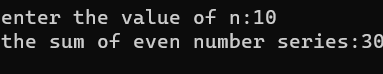 enter the value of n:10
the sum of even number series:30